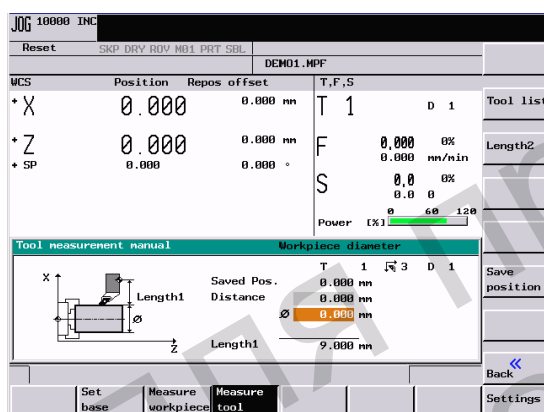 JOG 10000 INC
Reset SKP DRY ROV M01 PRT SBL
DEMO1.MPF
WCS Position Repos offset T,F,S
+ X 0.000 0.000 mm T 1 D 1 Tool list
+ Z 0.000 0.000 mm F 0,000 0% Length2
+ SP 0.000 0.000 ° 0.000 mm/min
S 0,0 0%
0.0 0
0 60 120
Power [%]
Tool measurement manual Workpiece diameter
T 1 3 D 1
X Saved Pos. 0.000 mm Save position
Length1 Distance 0.000 mm
Ø Ø 0.000 mm
Z Length1 9.000 mm
« Back
Set base Measure workpiece Measure tool Settings